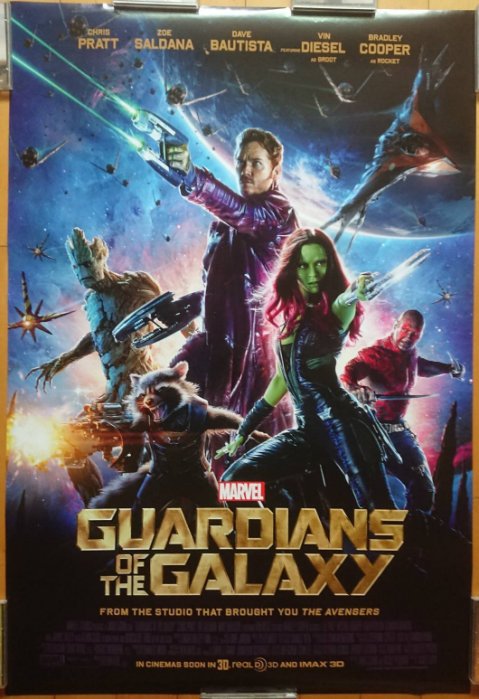 CHRIS PRATT
ZOE SALDANA
DAVE BAUTISTA
FEATURING VIN DIESEL AS GROOT
BRADLEY COOPER AS ROCKET
MARVEL
GUARDIANS
OF THE GALAXY
FROM THE STUDIO THAT BROUGHT YOU THE AVENGERS
IN CINEMAS SOON IN 3D, REAL D 3D AND IMAX 3D